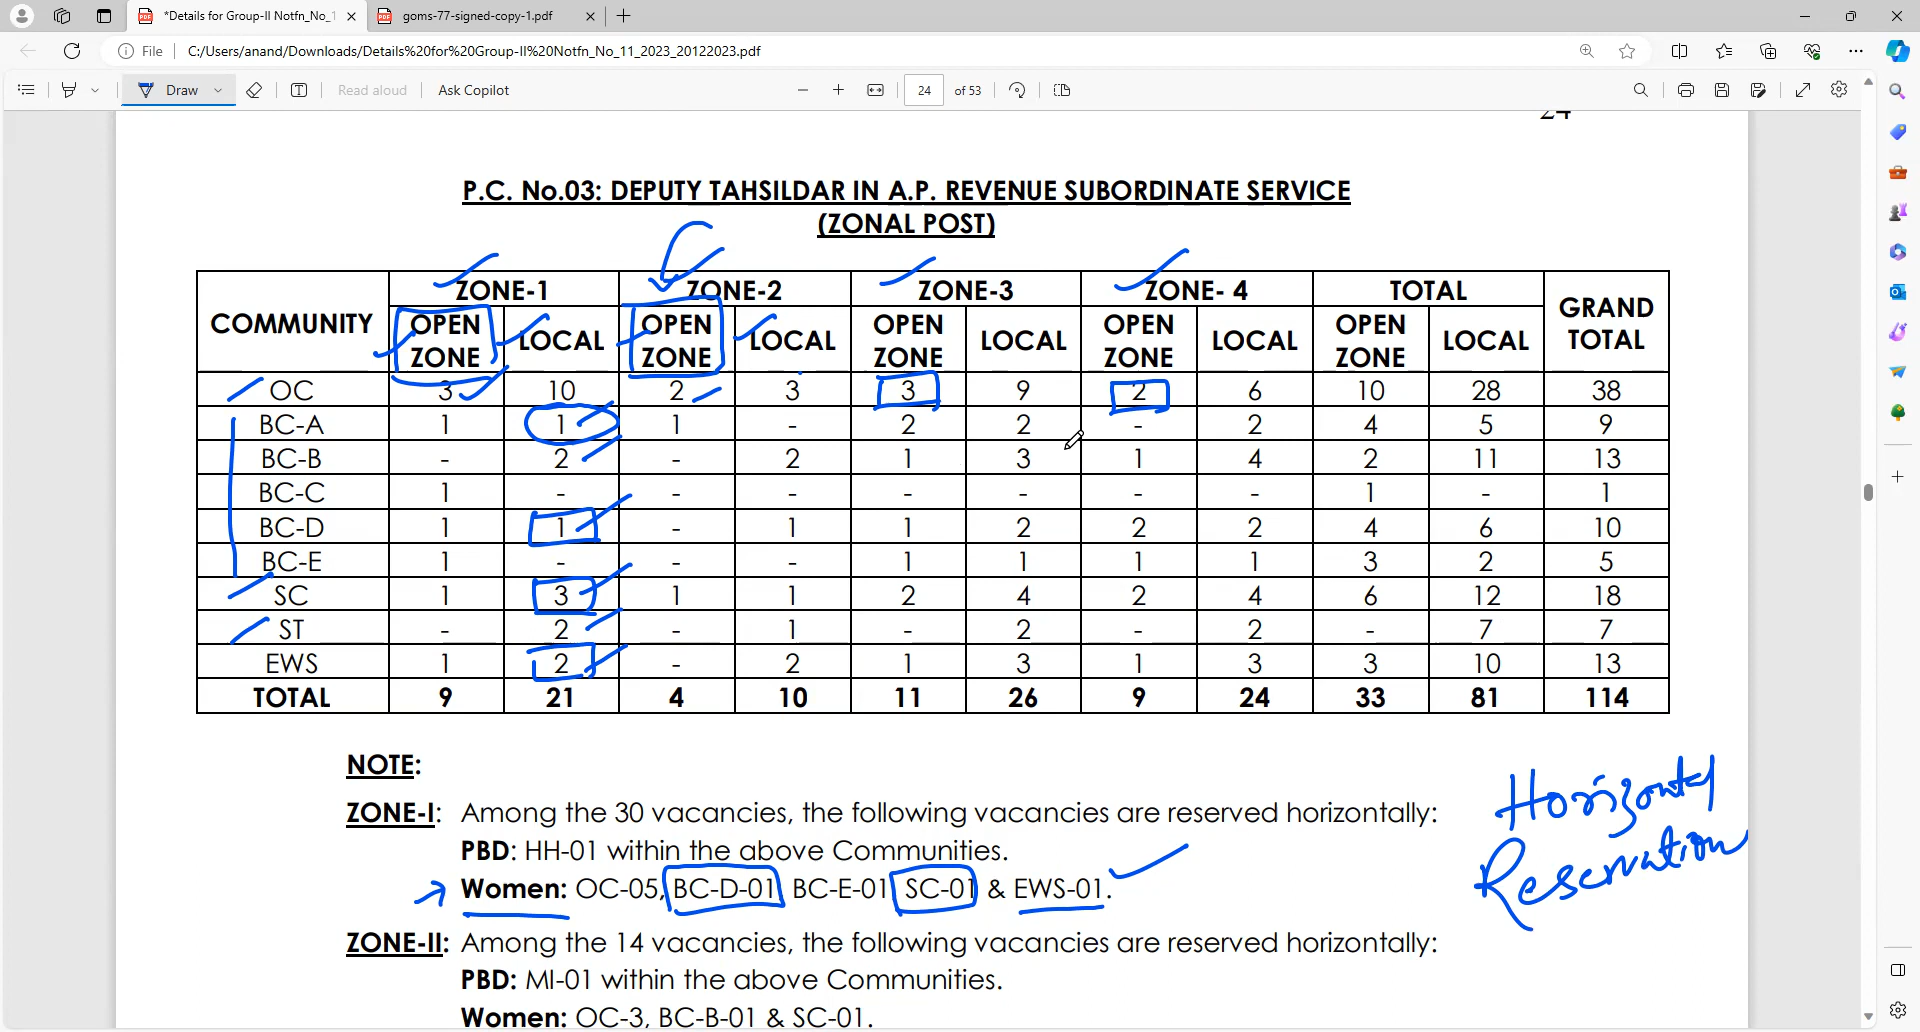 *Details for Group-II Notfn_No_1
goms-77-signed-copy-1.pdf
File
C:/Users/anand/Downloads/Details%20for%20Group-II%20Notfn_No_11_2023_20122023.pdf
Draw
Read aloud
Ask Copilot
24 of 53
24
P.C. No.03: DEPUTY TAHSILDAR IN A.P. REVENUE SUBORDINATE SERVICE
(ZONAL POST)
COMMUNITY ZONE-1 ZONE-2 ZONE-3 ZONE- 4 TOTAL GRAND TOTAL
OPEN ZONE LOCAL OPEN ZONE LOCAL OPEN ZONE LOCAL OPEN ZONE LOCAL OPEN ZONE LOCAL
OC 3 10 2 3 3 9 2 6 10 28 38
BC-A 1 1 1 - 2 2 - 2 4 5 9
BC-B - 2 - 2 1 3 1 4 2 11 13
BC-C 1 - - - - - - - 1 - 1
BC-D 1 1 - 1 1 2 2 2 4 6 10
BC-E 1 - - - 1 1 1 1 3 2 5
SC 1 3 1 1 2 4 2 4 6 12 18
ST - 2 - 1 - 2 - 2 - 7 7
EWS 1 2 - 2 1 3 1 3 3 10 13
TOTAL 9 21 4 10 11 26 9 24 33 81 114
NOTE:
ZONE-I: Among the 30 vacancies, the following vacancies are reserved horizontally:
PBD: HH-01 within the above Communities.
Women: OC-05, BC-D-01 BC-E-01 SC-01 & EWS-01.
Horizontal
Reservation
ZONE-II: Among the 14 vacancies, the following vacancies are reserved horizontally:
PBD: MI-01 within the above Communities.
Women: OC-3, BC-B-01 & SC-01.